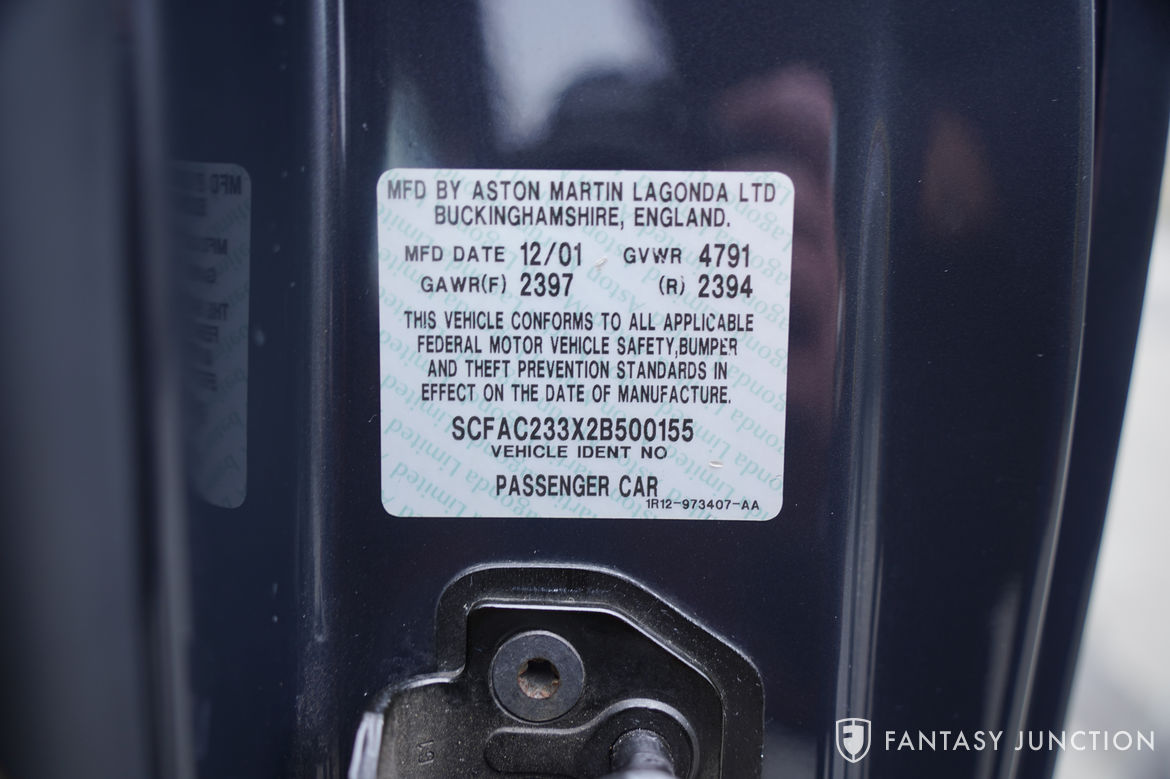 MFD BY ASTON MARTIN LAGONDA LTD
BUCKINGHAMSHIRE, ENGLAND.
MFD DATE 12/01 GVWR 4791
GAWR(F) 2397 (R) 2394
THIS VEHICLE CONFORMS TO ALL APPLICABLE
FEDERAL MOTOR VEHICLE SAFETY,BUMPER
AND THEFT PREVENTION STANDARDS IN
EFFECT ON THE DATE OF MANUFACTURE.
SCFAC233X2B500155
VEHICLE IDENT NO
PASSENGER CAR
1R12-973407-AA
FANTASY JUNCTION